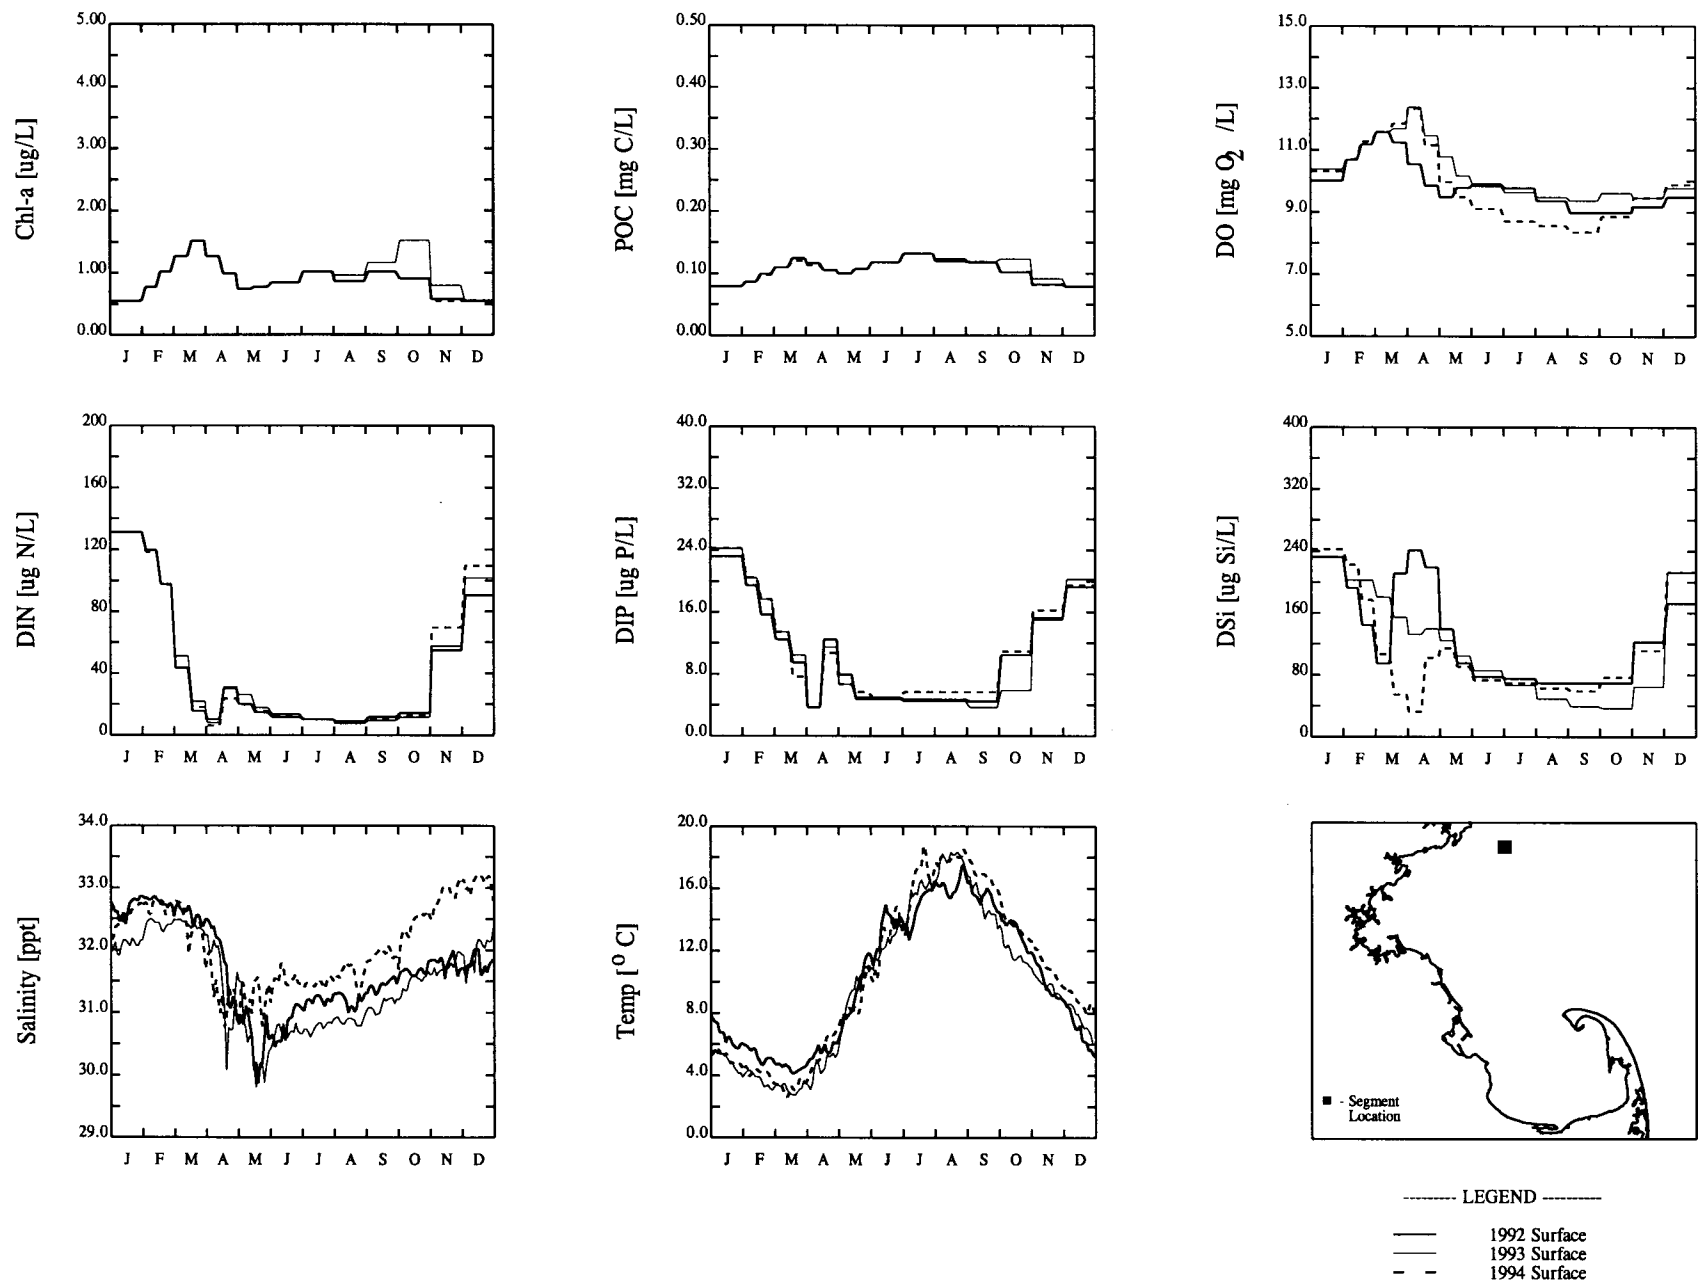 Chl-a [ug/L]
5.00
4.00
3.00
2.00
1.00
0.00
J F M A M J J A S O N D
POC [mg C/L]
0.50
0.40
0.30
0.20
0.10
0.00
J F M A M J J A S O N D
DO [mg O2 /L]
15.0
13.0
11.0
9.0
7.0
5.0
J F M A M J J A S O N D
DIN [ug N/L]
200
160
120
80
40
0
J F M A M J J A S O N D
DIP [ug P/L]
40.0
32.0
24.0
16.0
8.0
0.0
J F M A M J J A S O N D
DSi [ug Si/L]
400
320
240
160
80
0
J F M A M J J A S O N D
Salinity [ppt]
34.0
33.0
32.0
31.0
30.0
29.0
J F M A M J J A S O N D
Temp [° C]
20.0
16.0
12.0
8.0
4.0
0.0
J F M A M J J A S O N D
- Segment
Location
--------- LEGEND ----------
1992 Surface
1993 Surface
1994 Surface